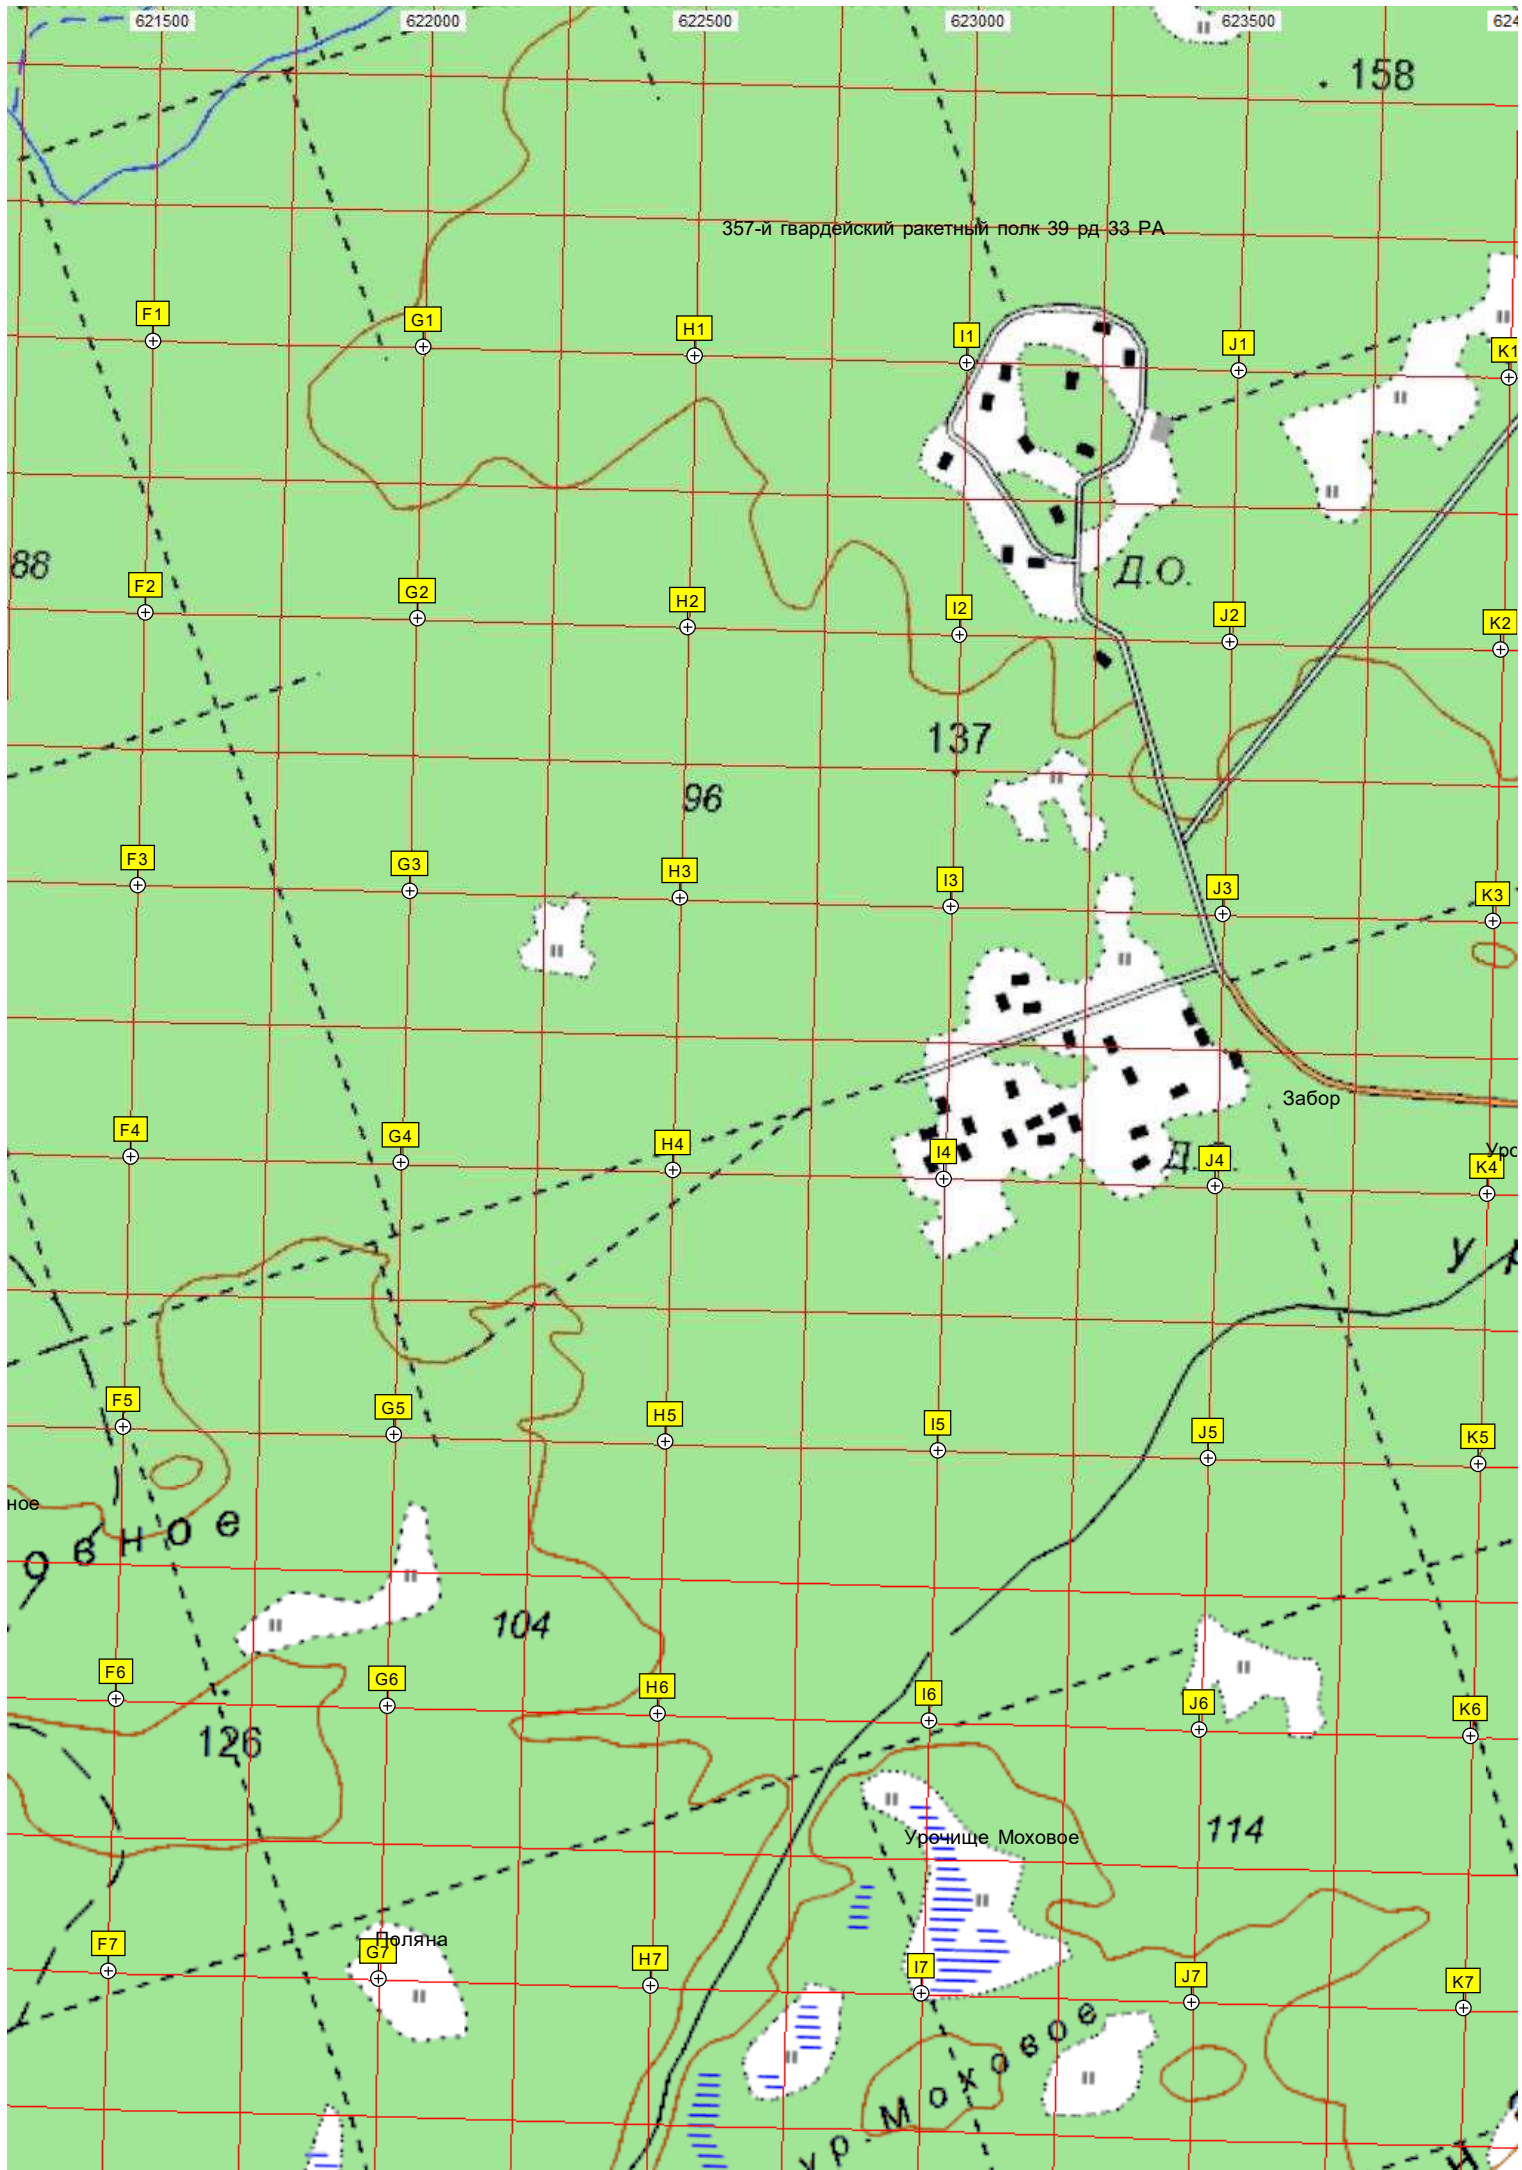 621500 622000 622500 623000 623500
158
357-й гвардейский ракетный полк 39 рд 33 РА
F1 G1 H1 I1 J1 K1
88
Д.О.
F2 G2 H2 I2 J2 K2
137
96
F3 G3 H3 I3 J3 K3
Забор
F4 G4 H4 I4 J4 K4
F5 G5 H5 I5 J5 K5
ное
овное
104
F6 G6 H6 I6 J6 K6
126
114
Урочище Моховое
Поляна
F7 G7 H7 I7 J7 K7
ур. Моховое